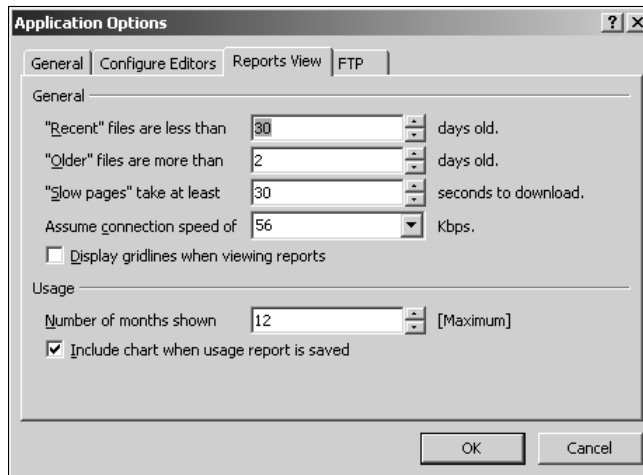 Application Options
General Configure Editors Reports View FTP
General
"Recent" files are less than 30 days old.
"Older" files are more than 2 days old.
"Slow pages" take at least 30 seconds to download.
Assume connection speed of 56 Kbps.
Display gridlines when viewing reports
Usage
Number of months shown 12 [Maximum]
Include chart when usage report is saved
OK Cancel